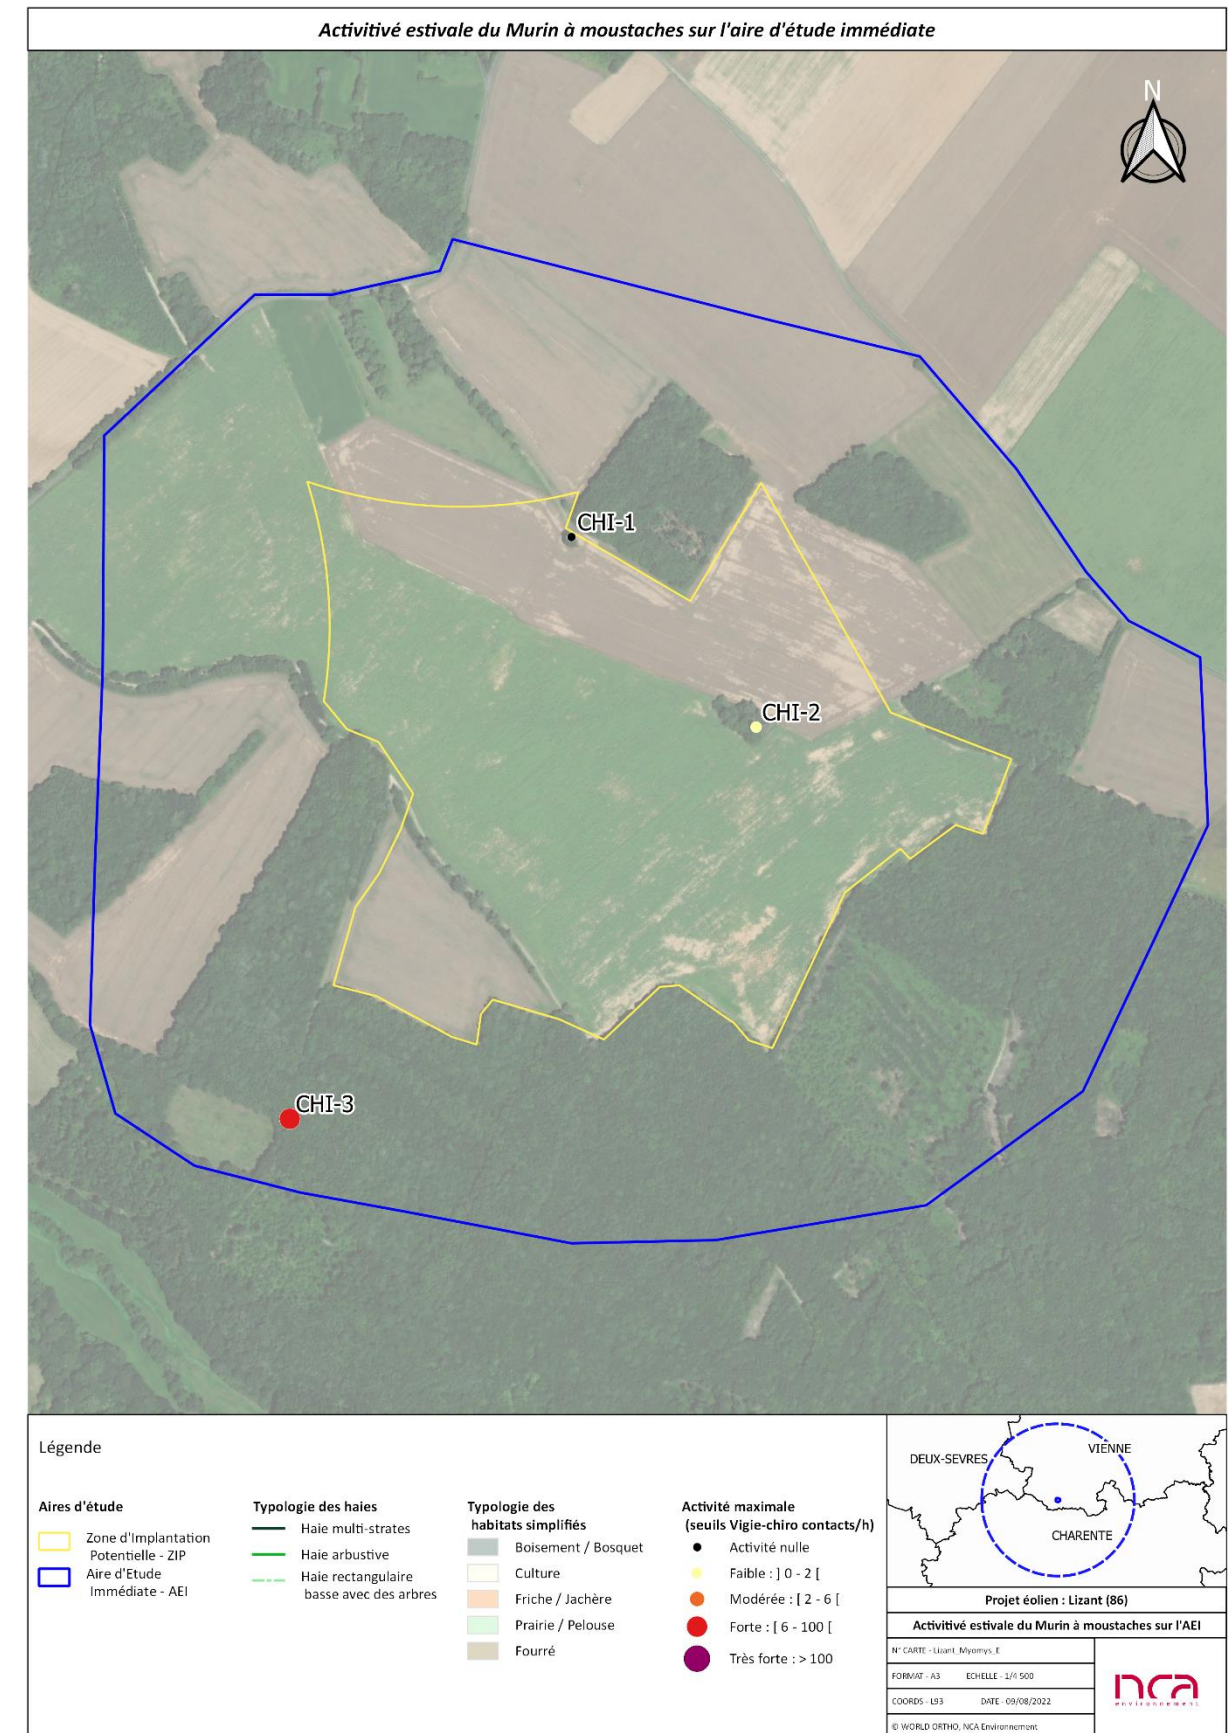 Activitivé estivale du Murin à moustaches sur l'aire d'étude immédiate
N
CHI-1
CHI-2
CHI-3
Légende
Aires d'étude
Zone d'Implantation
Potentielle - ZIP
Aire d'Etude
Immédiate - AEI
Typologie des haies
Haie multi-strates
Haie arbustive
Haie rectangulaire
basse avec des arbres
Typologie des
habitats simplifiés
Boisement / Bosquet
Culture
Friche / Jachère
Prairie / Pelouse
Fourré
Activité maximale
(seuils Vigie-chiro contacts/h)
Activité nulle
Faible : ] 0 - 2 [
Modérée : [ 2 - 6 [
Forte : [ 6 - 100 [
Très forte : > 100
DEUX-SEVRES
VIENNE
CHARENTE
Projet éolien : Lizant (86)
Activitivé estivale du Murin à moustaches sur l'AEI
N° CARTE - Lizant_Myomys_E
FORMAT - A3 ECHELLE - 1/4 500
COORDS - L93 DATE - 09/08/2022
© WORLD ORTHO, NCA Environnement
nca
environnement